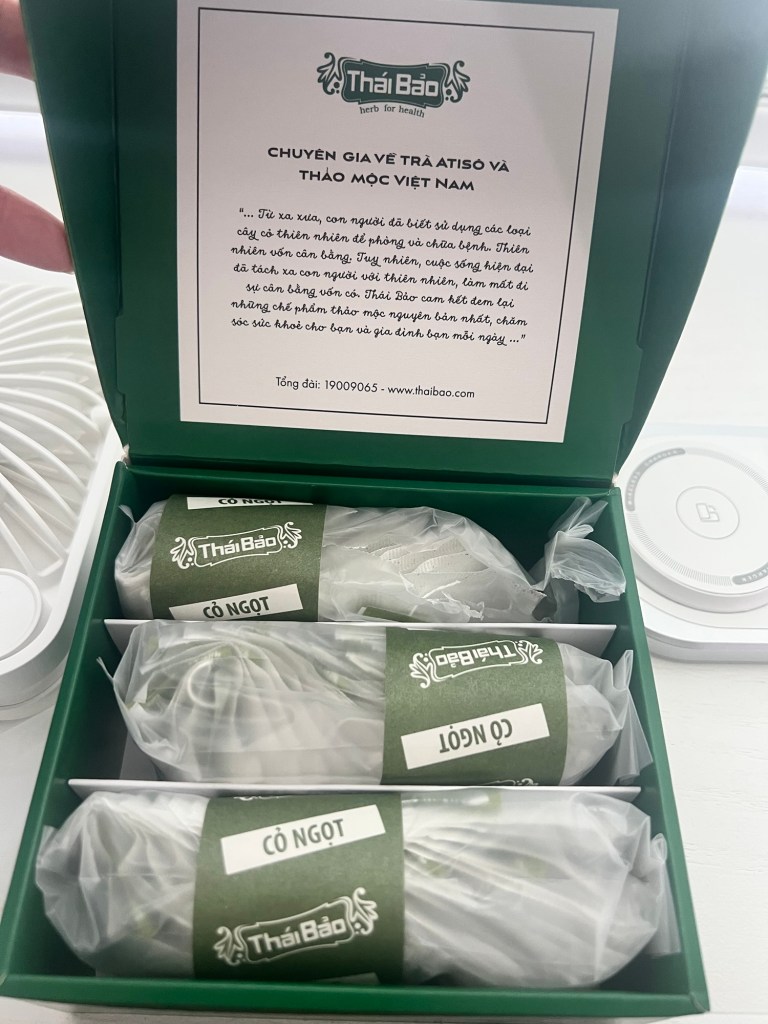 Thái Bảo
herb for health
CHUYÊN GIA VỀ TRÀ ATISÔ VÀ
THẢO MỘC VIỆT NAM
"... Từ xa xưa, con người đã biết sử dụng các loại
cây cỏ thiên nhiên để phòng và chữa bệnh. Thiên
nhiên vốn cân bằng. Tuy nhiên, cuộc sống hiện đại
đã tách xa con người với thiên nhiên, làm mất đi
sự cân bằng vốn có. Thái Bảo cam kết đem lại
những chế phẩm thảo mộc nguyên bản nhất, chăm
sóc sức khoẻ cho bạn và gia đình bạn mỗi ngày ..."
Tổng đài: 19009065 - www.thaibao.com
CỎ NGỌT
Thái Bảo
CỎ NGỌT
Thái Bảo
CỎ NGỌT
CỎ NGỌT
Thái Bảo